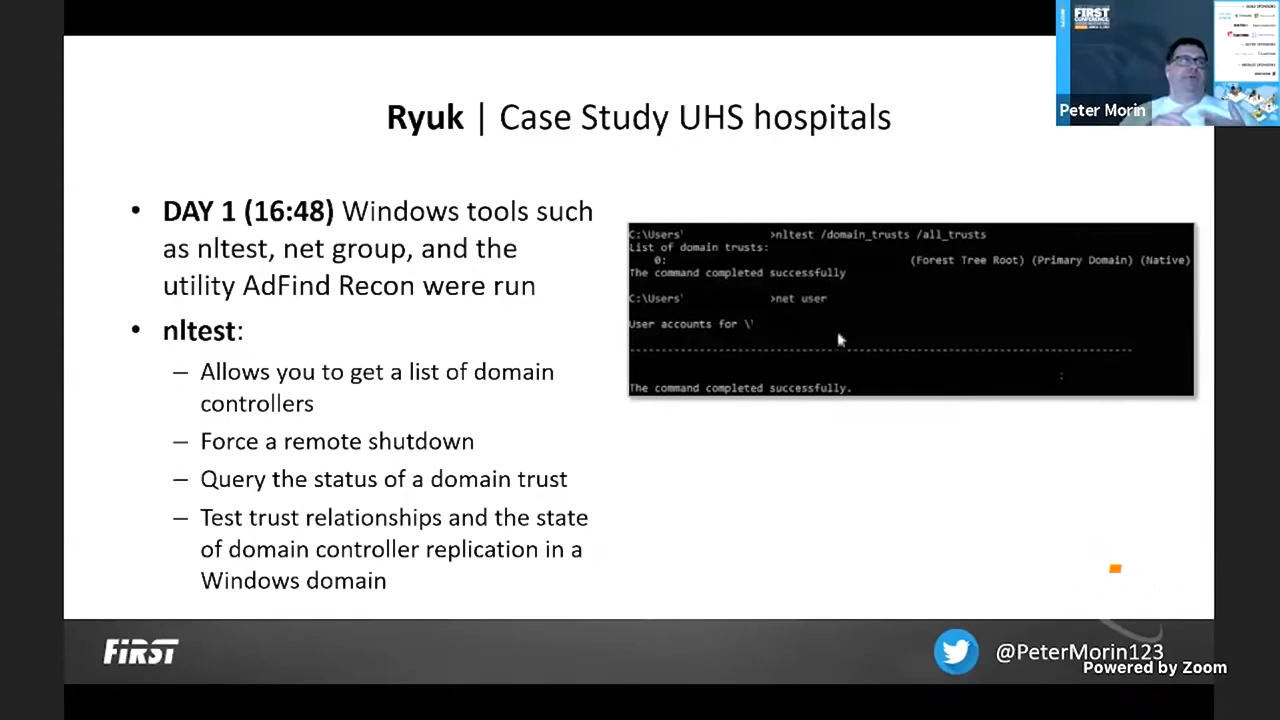 Ryuk | Case Study UHS hospitals
FIRST
CONFERENCE
Peter Morin
• DAY 1 (16:48) Windows tools such
as nltest, net group, and the
utility AdFind Recon were run
• nltest:
– Allows you to get a list of domain
controllers
– Force a remote shutdown
– Query the status of a domain trust
– Test trust relationships and the state
of domain controller replication in a
Windows domain
C:\Users' >nltest /domain_trusts /all_trusts
List of domain trusts:
0: (Forest Tree Root) (Primary Domain) (Native)
The command completed successfully
C:\Users' >net user
User accounts for \'
-------------------------------------------------------------------------------
The command completed successfully.
FIRST
@PeterMorin123
Powered by Zoom